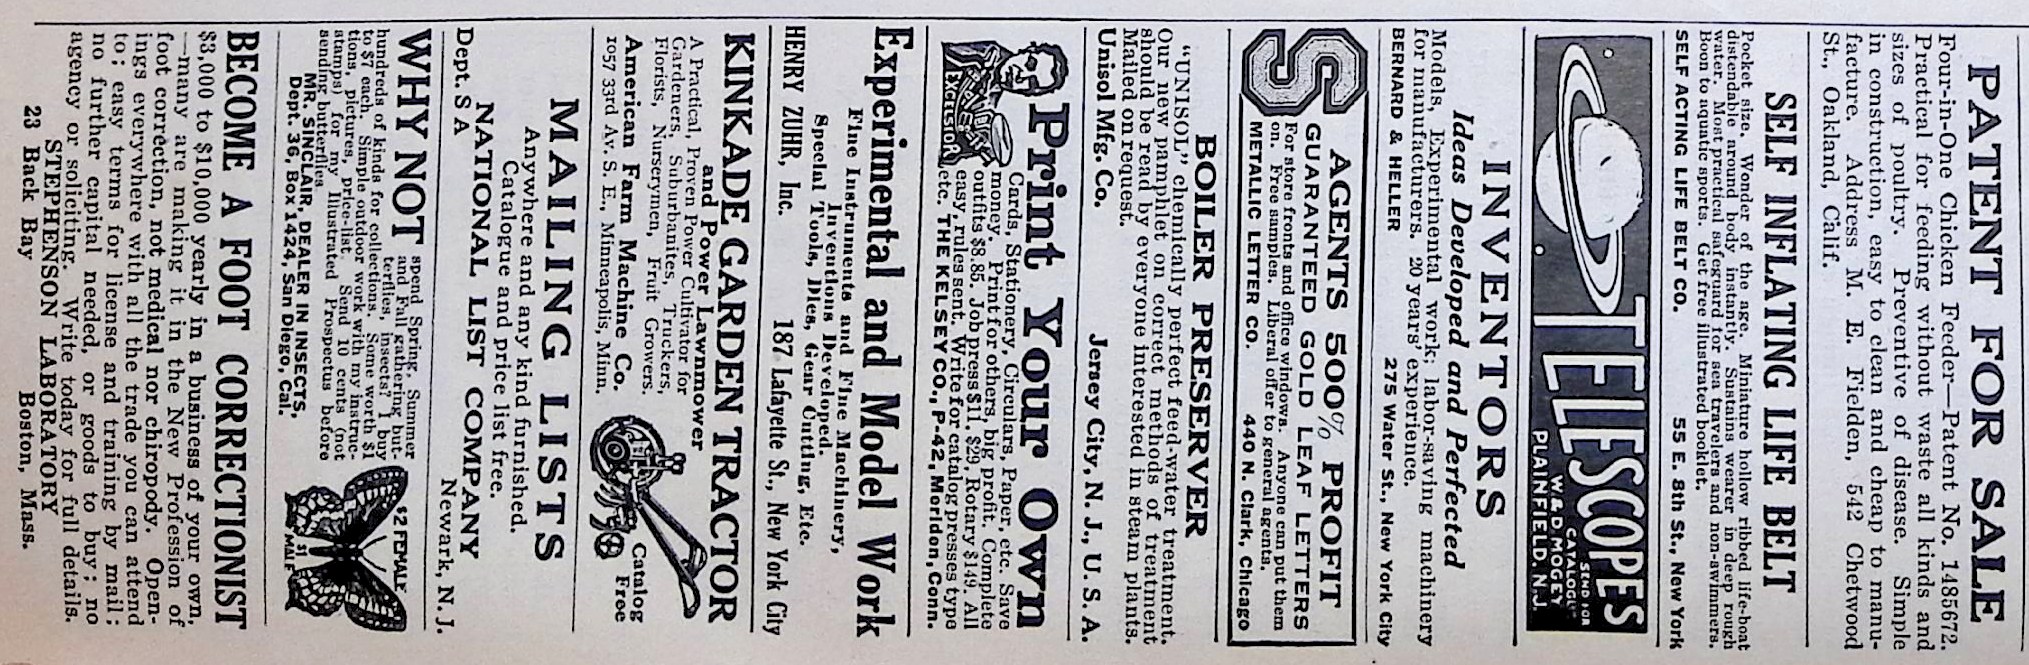 PATENT FOR SALE
Four-in-One Chicken Feeder—Patent No. 1485672.
Practical for feeding without waste all kinds and
sizes of poultry. Preventive of disease. Simple
in construction, easy to clean and cheap to manu-
facture. Address M. E. Fielden, 542 Chetwood
St., Oakland, Calif.
SELF INFLATING LIFE BELT
Pocket size. Wonder of the age. Miniature hollow ribbed life-boat
distendable around body instantly. Sustains wearer in deep rough
water. Most practical safeguard for sea travelers and non-swimmers.
Boon to aquatic sports. Get free illustrated booklet.
SELF ACTING LIFE BELT CO. 55 E. 8th St., New York
TELESCOPES
SEND FOR
CATALOGUE
W. & D. MOGEY
PLAINFIELD, N.J.
INVENTORS
Ideas Developed and Perfected
Models, Experimental work; labor-saving machinery
for manufacturers. 20 years' experience.
BERNARD & HELLER 275 Water St., New York City
S
AGENTS 500% PROFIT
GUARANTEED GOLD LEAF LETTERS
For store fronts and office windows. Anyone can put them
on. Free samples. Liberal offer to general agents.
METALLIC LETTER CO. 440 N. Clark, Chicago
BOILER PRESERVER
"UNISOL" chemically perfect feed-water treatment.
Our new pamphlet on correct methods of treatment
should be read by everyone interested in steam plants.
Mailed on request.
Unisol Mfg. Co. Jersey City, N. J., U. S. A.
Print Your Own
Cards, Stationery, Circulars, Paper, etc. Save
money. Print for others, big profit. Complete
outfits $8.85. Job press $11, $29, Rotary $149. All
easy, rules sent. Write for catalog presses type
etc. THE KELSEY CO., P-42, Meriden, Conn.
EXCELSIOR
Experimental and Model Work
Fine Instruments and Fine Machinery,
Inventions Developed.
Special Tools, Dies, Gear Cutting, Etc.
HENRY ZUHR, Inc. 187 Lafayette St., New York City
KINKADE GARDEN TRACTOR
and Power Lawnmower
A Practical, Proven Power Cultivator for
Gardeners, Suburbanites, Truckers,
Florists, Nurserymen, Fruit Growers.
American Farm Machine Co.
1057 33rd Av. S. E., Minneapolis, Minn.
Catalog
Free
MAILING LISTS
Anywhere and any kind furnished.
Catalogue and price list free.
NATIONAL LIST COMPANY
Dept. S A Newark, N. J.
WHY NOT spend Spring, Summer
and Fall gathering but-
terflies, insects? I buy
hundreds of kinds for collections. Some worth $1
to $7 each. Simple outdoor work with my instruc-
tions, pictures, price-list. Send 10 cents (not
stamps) for my Illustrated Prospectus before
sending butterflies.
MR. SINCLAIR, DEALER IN INSECTS,
Dept. 36, Box 1424, San Diego, Cal.
$2 FEMALE
$1 MALE
BECOME A FOOT CORRECTIONIST
$3,000 to $10,000 yearly in a business of your own,
—many are making it in the New Profession of
foot correction, not medical nor chiropody. Open-
ings everywhere with all the trade you can attend
to; easy terms for license and training by mail;
no further capital needed, or goods to buy; no
agency or soliciting. Write today for full details.
STEPHENSON LABORATORY
23 Back Bay Boston, Mass.